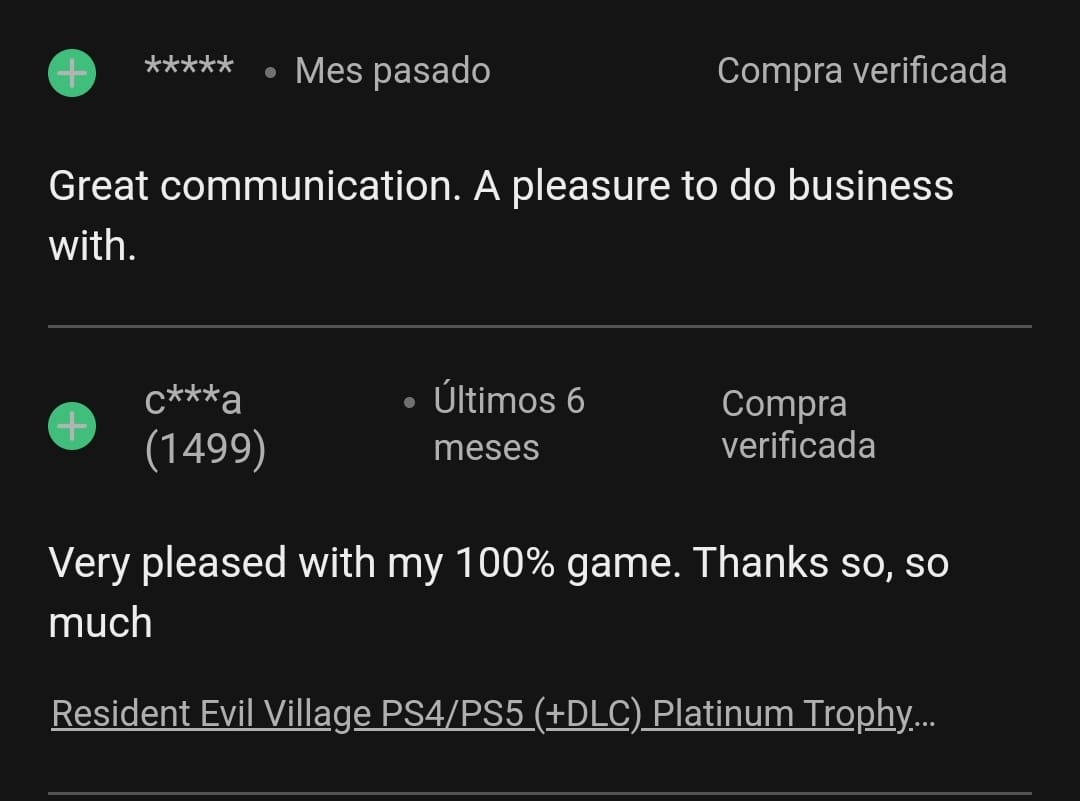 ***** • Mes pasado Compra verificada
Great communication. A pleasure to do business
with.
c***a • Últimos 6 Compra
(1499) meses verificada
Very pleased with my 100% game. Thanks so, so
much
Resident Evil Village PS4/PS5 (+DLC) Platinum Trophy...